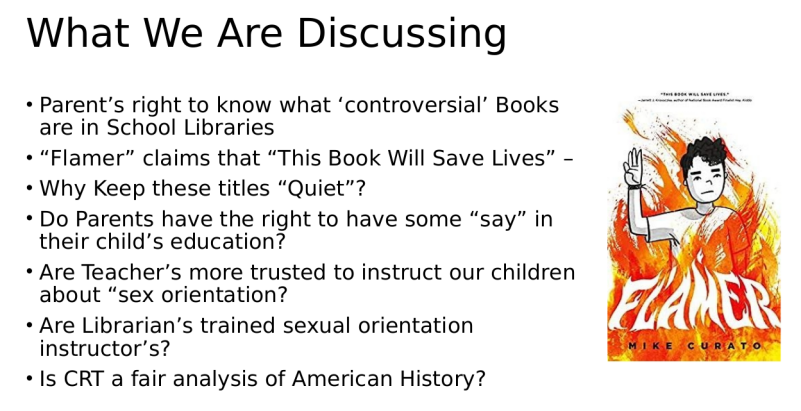 What We Are Discussing
• Parent’s right to know what ‘controversial’ Books
are in School Libraries
• “Flamer” claims that “This Book Will Save Lives” –
• Why Keep these titles “Quiet”?
• Do Parents have the right to have some “say” in
their child’s education?
• Are Teacher’s more trusted to instruct our children
about “sex orientation?
• Are Librarian’s trained sexual orientation
instructor’s?
• Is CRT a fair analysis of American History?
"THIS BOOK WILL SAVE LIVES."
FLAMER
MIKE CURATO